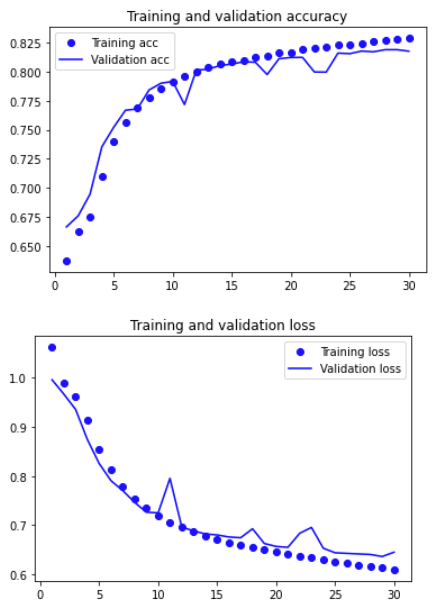 Training and validation accuracy
Training acc
Validation acc
0.825
0.800
0.775
0.750
0.725
0.700
0.675
0.650
0 5 10 15 20 25 30
Training and validation loss
Training loss
Validation loss
1.0
0.9
0.8
0.7
0.6
0 5 10 15 20 25 30